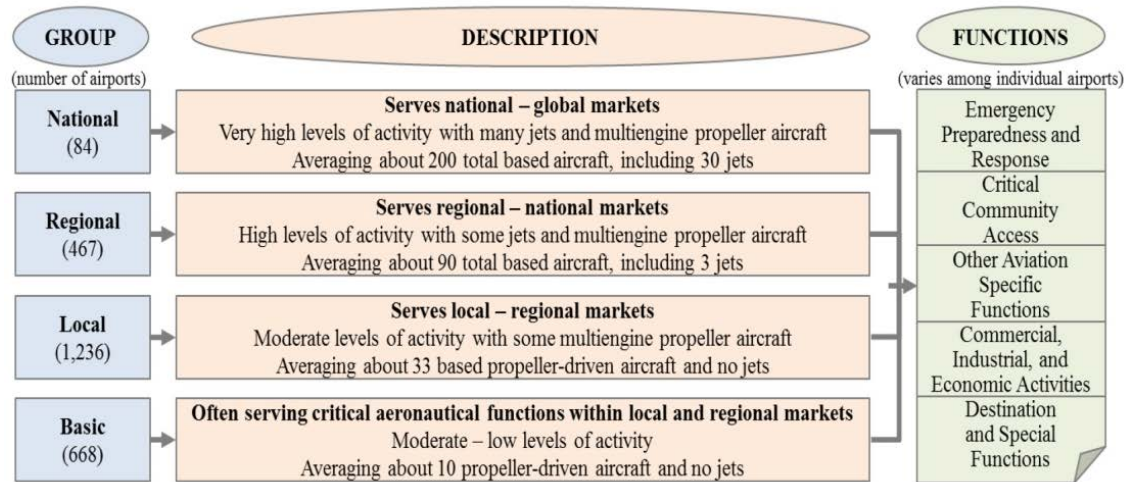 GROUP
(number of airports)
DESCRIPTION
FUNCTIONS
(varies among individual airports)
National
(84)
Serves national – global markets
Very high levels of activity with many jets and multiengine propeller aircraft
Averaging about 200 total based aircraft, including 30 jets
Regional
(467)
Serves regional – national markets
High levels of activity with some jets and multiengine propeller aircraft
Averaging about 90 total based aircraft, including 3 jets
Local
(1,236)
Serves local – regional markets
Moderate levels of activity with some multiengine propeller aircraft
Averaging about 33 based propeller-driven aircraft and no jets
Basic
(668)
Often serving critical aeronautical functions within local and regional markets
Moderate – low levels of activity
Averaging about 10 propeller-driven aircraft and no jets
Emergency
Preparedness and
Response
Critical
Community
Access
Other Aviation
Specific
Functions
Commercial,
Industrial, and
Economic Activities
Destination
and Special
Functions